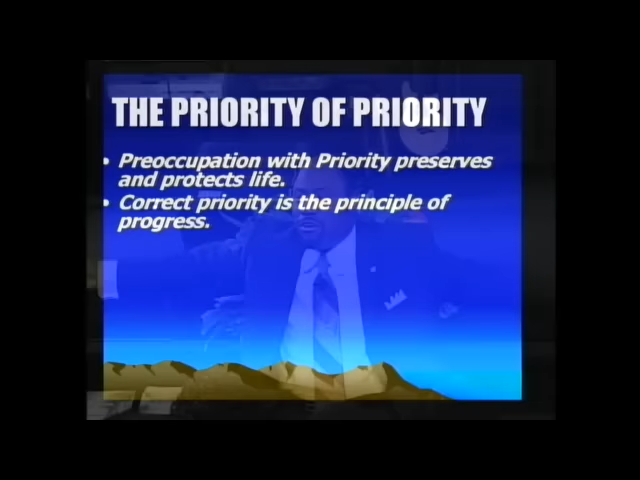 THE PRIORITY OF PRIORITY
• Preoccupation with Priority preserves
and protects life.
• Correct priority is the principle of
progress.